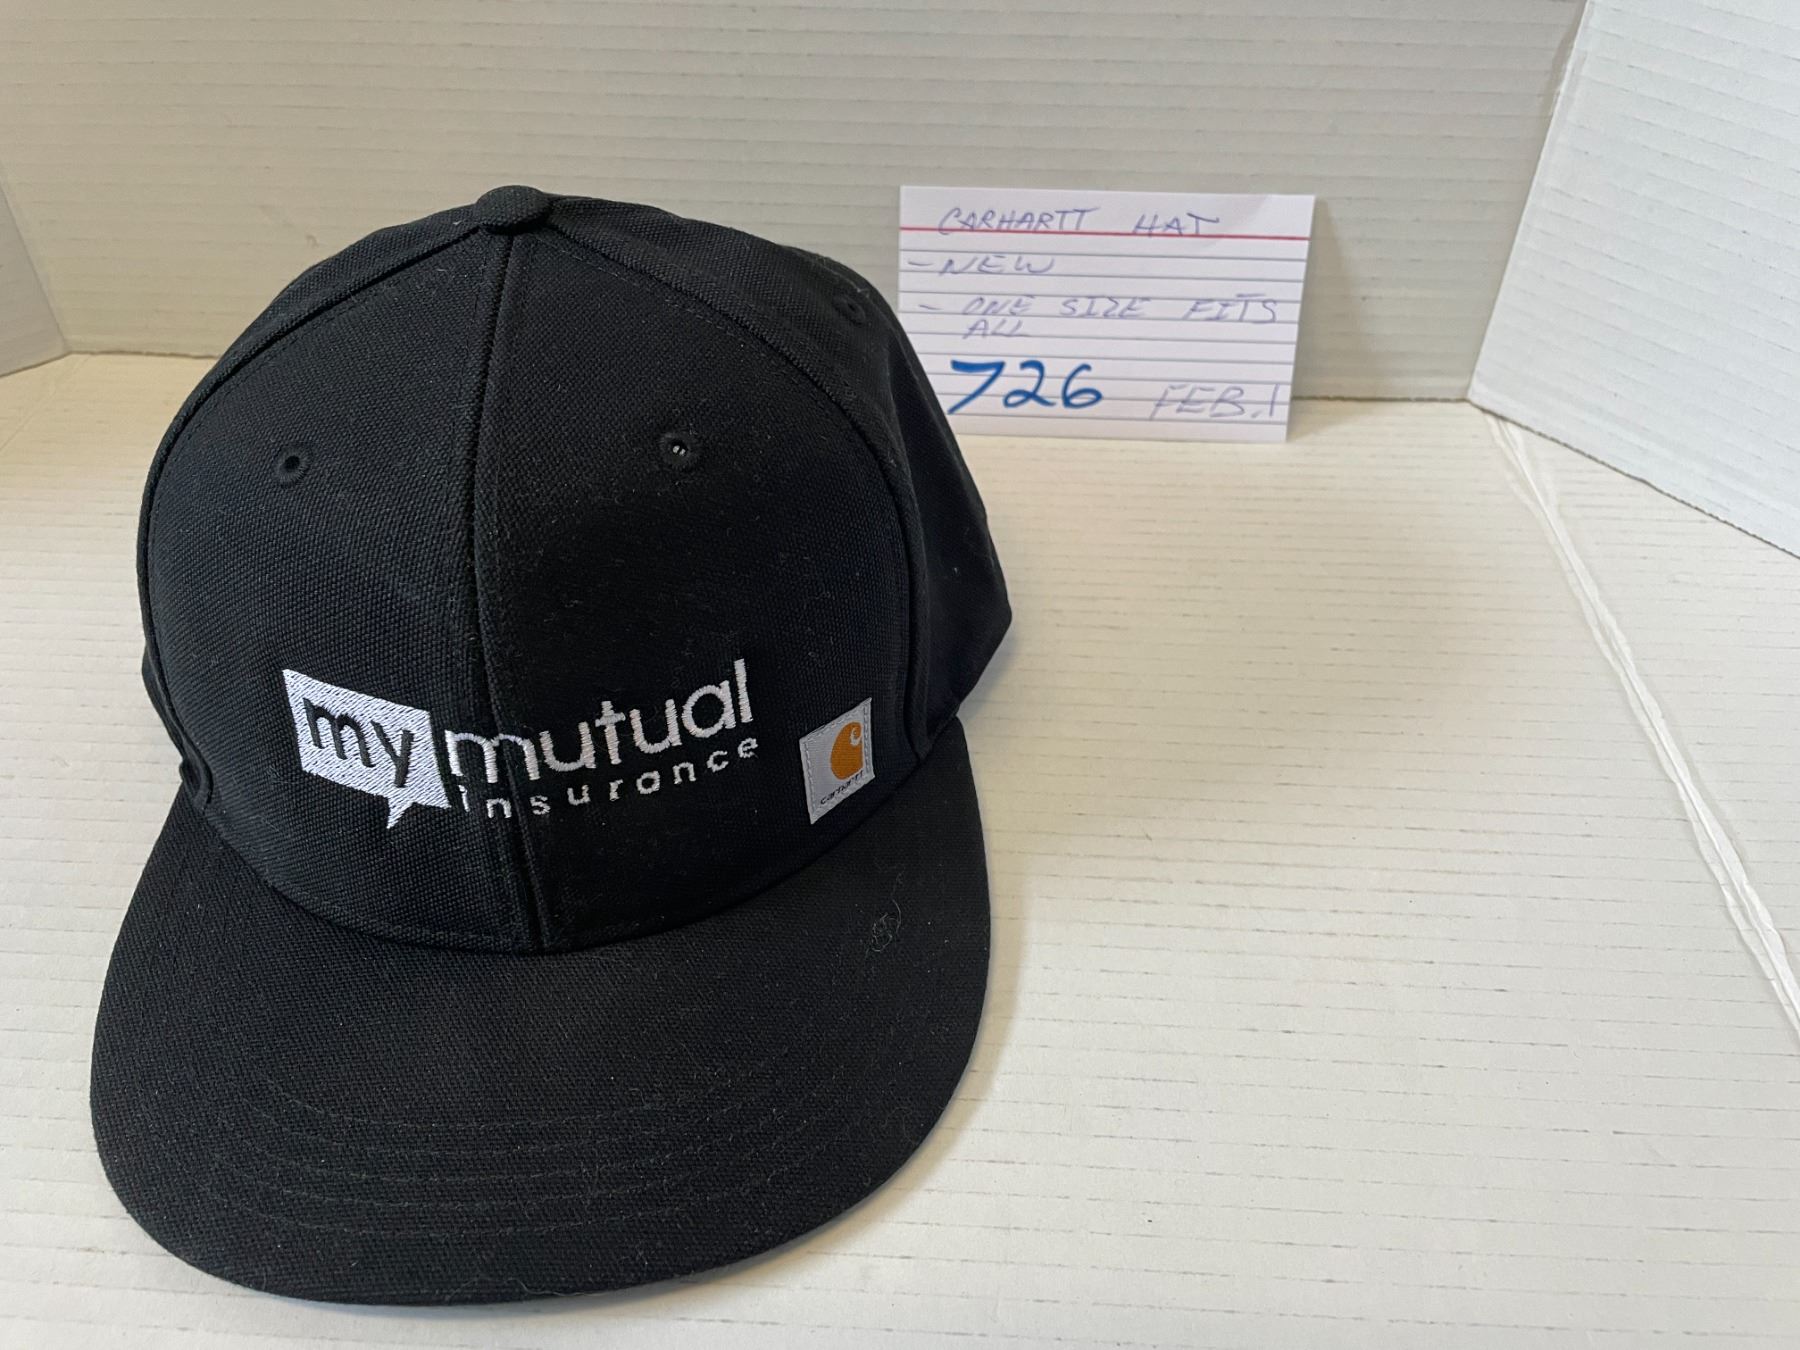 CARHARTT HAT
- NEW
- ONE SIZE FITS
ALL
726 FEB.1
my mutual
insurance
carhartt